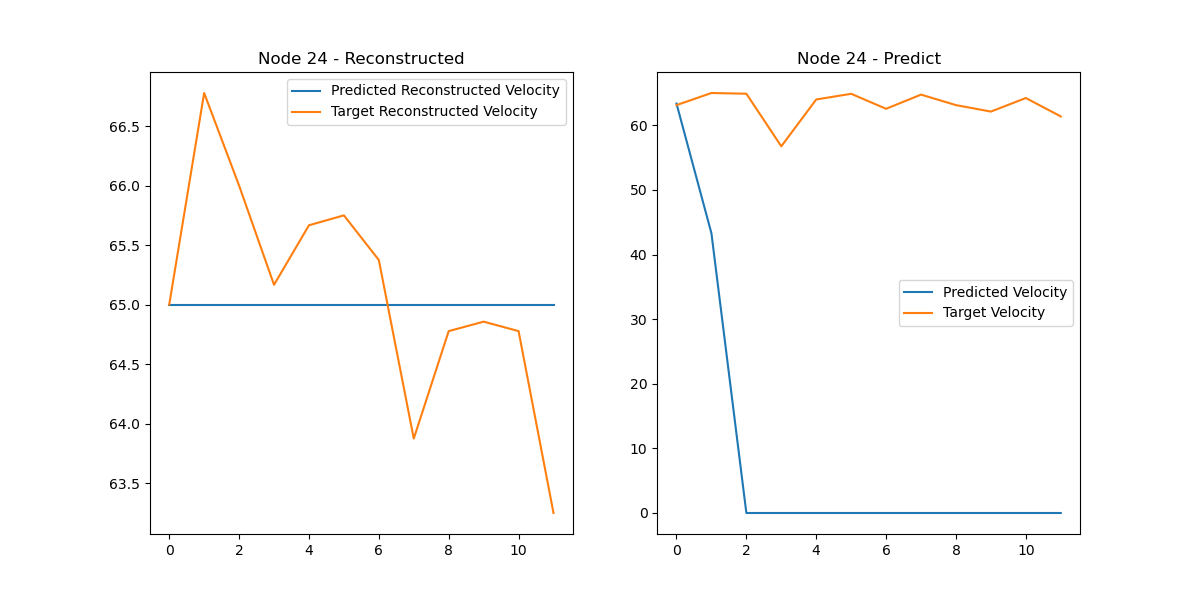 Node 24 - Reconstructed
Predicted Reconstructed Velocity
Target Reconstructed Velocity
66.5
66.0
65.5
65.0
64.5
64.0
63.5
0 2 4 6 8 10
Node 24 - Predict
Predicted Velocity
Target Velocity
60
50
40
30
20
10
0
0 2 4 6 8 10